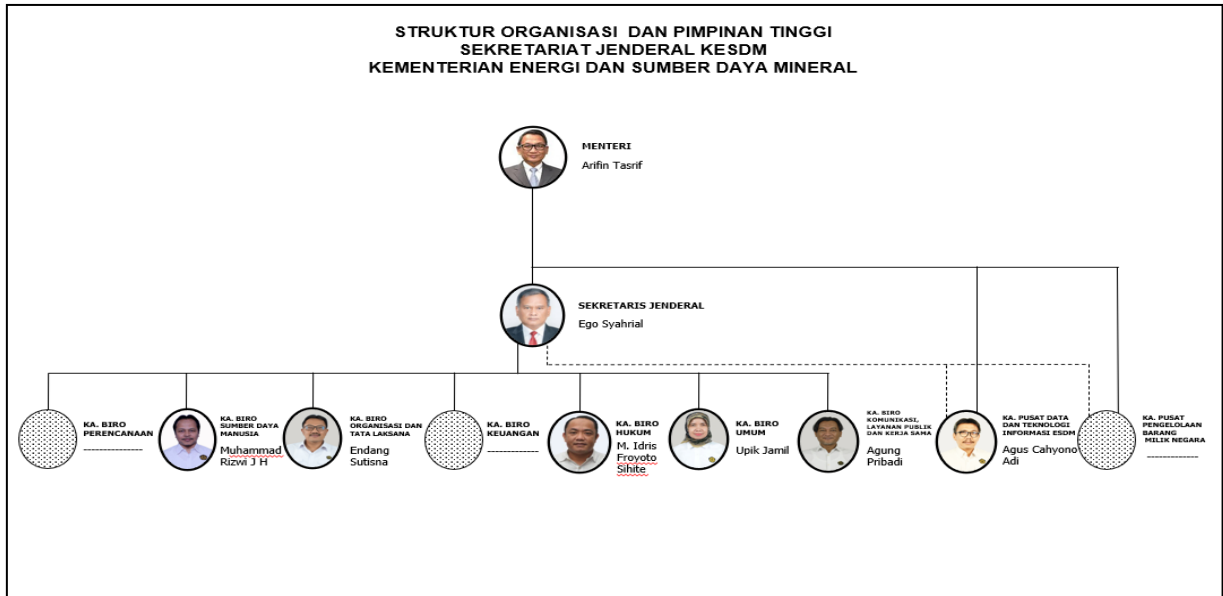 STRUKTUR ORGANISASI DAN PIMPINAN TINGGI
SEKRETARIAT JENDERAL KESDM
KEMENTERIAN ENERGI DAN SUMBER DAYA MINERAL
MENTERI
Arifin Tasrif
SEKRETARIS JENDERAL
Ego Syahrial
KA. BIRO
PERENCANAAN
---------------
KA. BIRO
SUMBER DAYA
MANUSIA
Muhammad
Rizwi J H
KA. BIRO
ORGANISASI DAN
TATA LAKSANA
Endang
Sutisna
KA. BIRO
KEUANGAN
-------------
KA. BIRO
HUKUM
M. Idris
Froyoto
Sihite
KA. BIRO
UMUM
Upik Jamil
KA. BIRO
KOMUNIKASI,
LAYANAN PUBLIK
DAN KERJA SAMA
Agung
Pribadi
KA. PUSAT DATA
DAN TEKNOLOGI
INFORMASI ESDM
Agus Cahyono
Adi
KA. PUSAT
PENGELOLAAN
BARANG
MILIK NEGARA
-------------